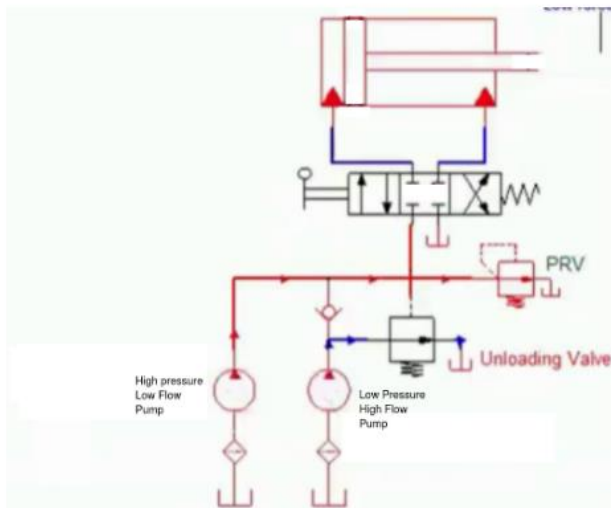 PRV
Unloading Valve
High pressure
Low Flow
Pump
Low Pressure
High Flow
Pump